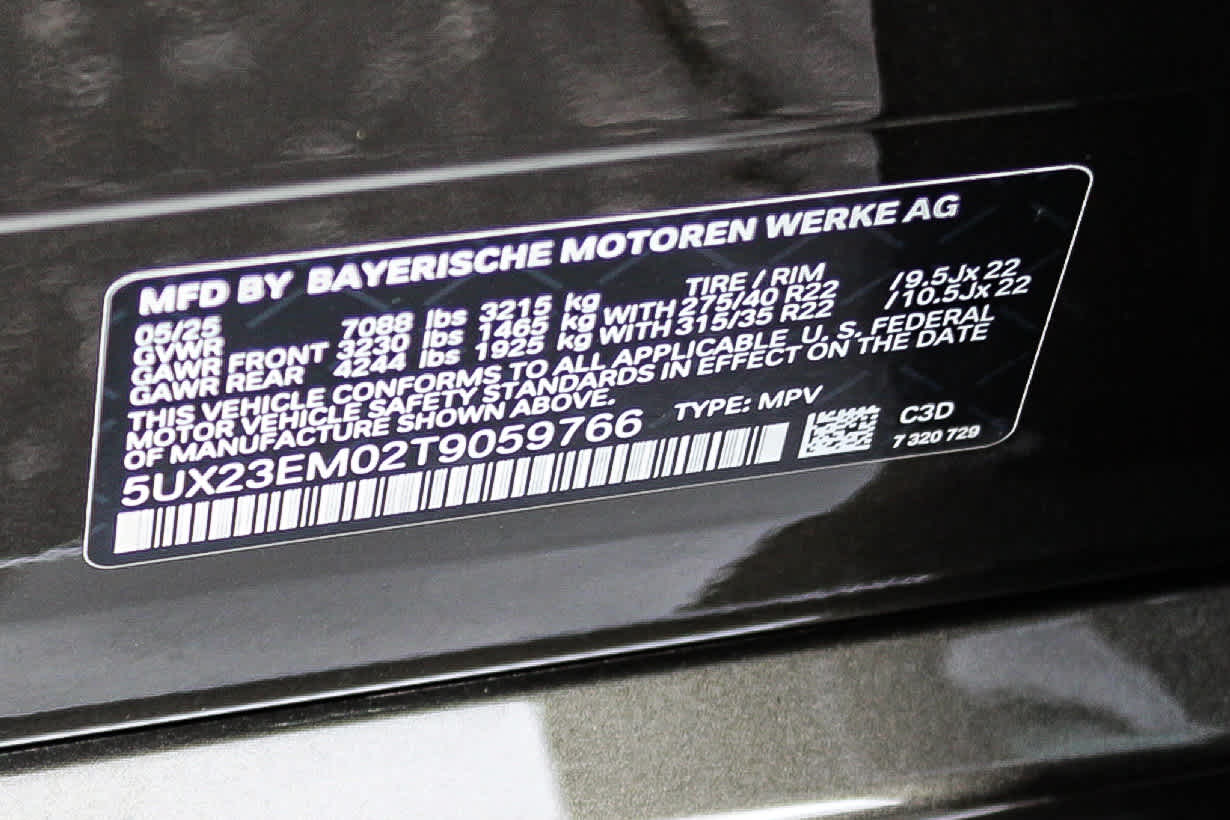 MFD BY BAYERISCHE MOTOREN WERKE AG
05/25 TIRE / RIM
GVWR 7088 lbs 3215 kg
GAWR FRONT 3230 lbs 1465 kg WITH 275/40 R22 / 9.5Jx 22
GAWR REAR 4244 lbs 1925 kg WITH 315/35 R22 / 10.5Jx 22
THIS VEHICLE CONFORMS TO ALL APPLICABLE U. S. FEDERAL
MOTOR VEHICLE SAFETY STANDARDS IN EFFECT ON THE DATE
OF MANUFACTURE SHOWN ABOVE.
5UX23EM02T9059766 TYPE: MPV C3D
7 320 729